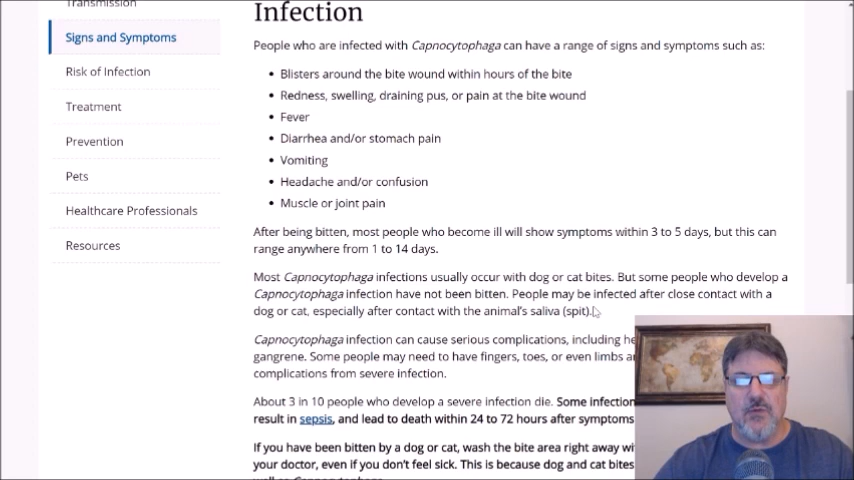 Transmission
Signs and Symptoms
Risk of Infection
Treatment
Prevention
Pets
Healthcare Professionals
Resources
Infection
People who are infected with Capnocytophaga can have a range of signs and symptoms such as:
• Blisters around the bite wound within hours of the bite
• Redness, swelling, draining pus, or pain at the bite wound
• Fever
• Diarrhea and/or stomach pain
• Vomiting
• Headache and/or confusion
• Muscle or joint pain
After being bitten, most people who become ill will show symptoms within 3 to 5 days, but this can
range anywhere from 1 to 14 days.
Most Capnocytophaga infections usually occur with dog or cat bites. But some people who develop a
Capnocytophaga infection have not been bitten. People may be infected after close contact with a
dog or cat, especially after contact with the animal's saliva (spit).
Capnocytophaga infection can cause serious complications, including he
gangrene. Some people may need to have fingers, toes, or even limbs a
complications from severe infection.
About 3 in 10 people who develop a severe infection die. Some infection
result in sepsis, and lead to death within 24 to 72 hours after symptoms
If you have been bitten by a dog or cat, wash the bite area right away wi
your doctor, even if you don't feel sick. This is because dog and cat bites
well as Capnocytophaga.